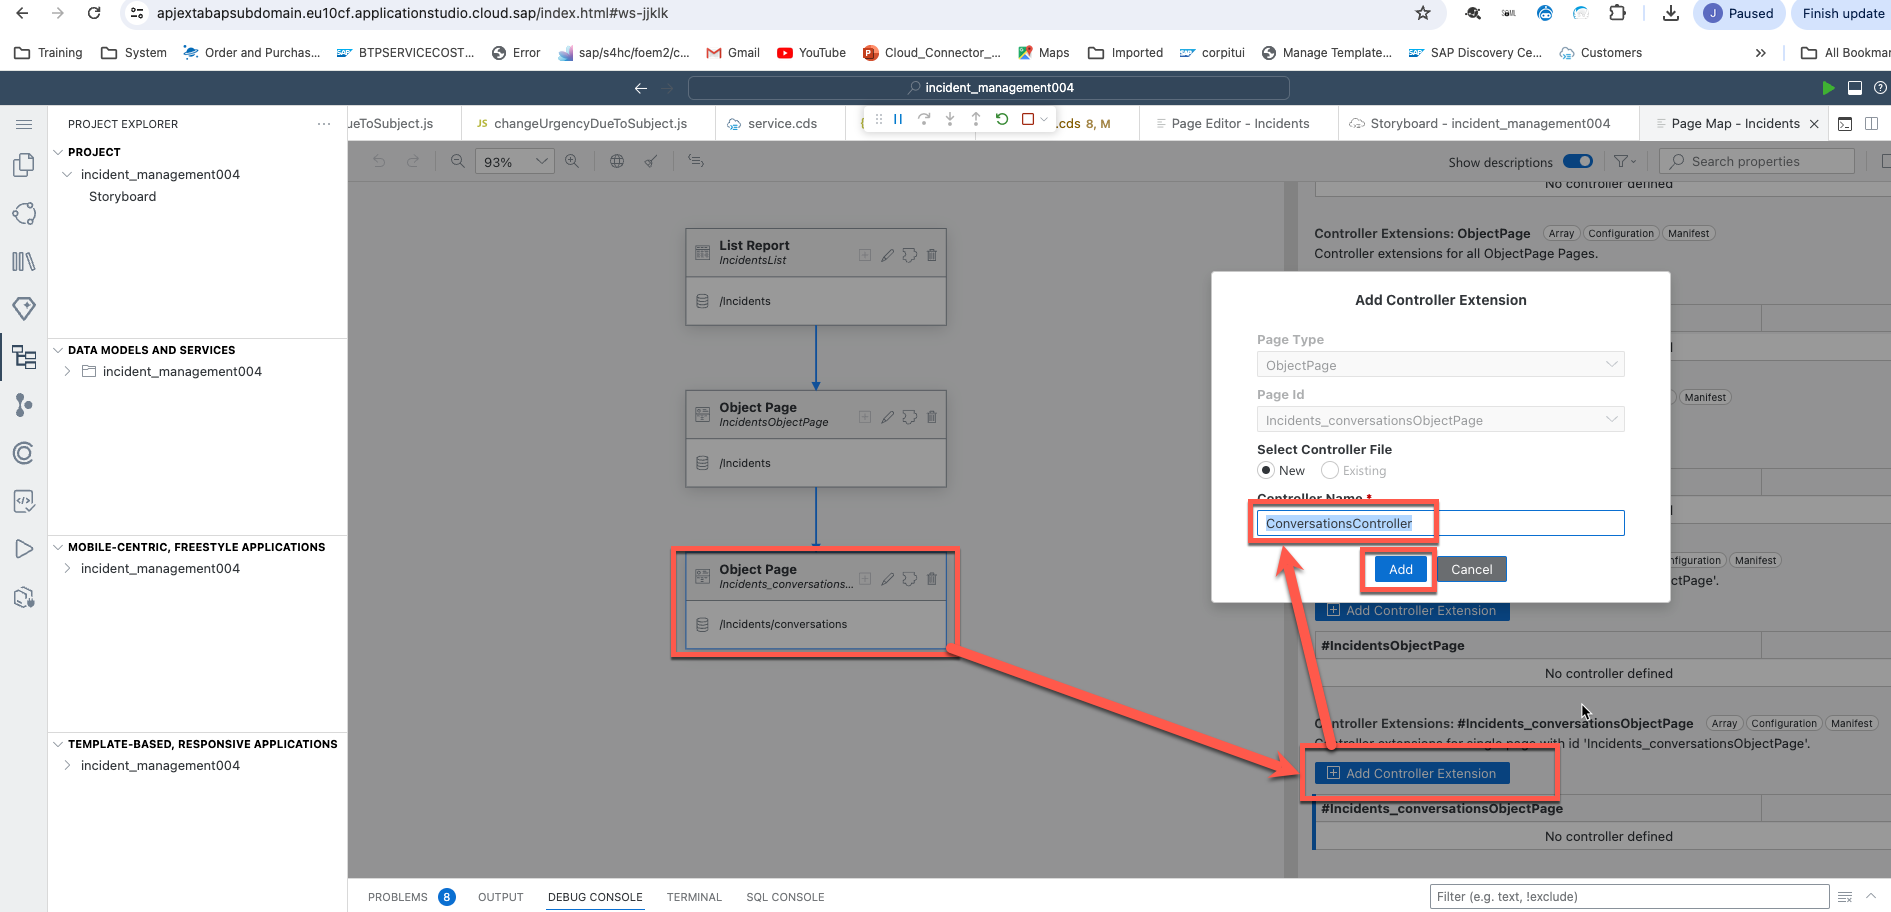 apjextabapsubdomain.eu10cf.applicationstudio.cloud.sap/index.html#ws-jjklk
J Paused
Finish update
Training
System
Order and Purchas...
BTPSERVICECOST...
Error
sap/s4hc/foem2/c...
Gmail
YouTube
Cloud_Connector_...
Maps
Imported
corpitui
Manage Template...
SAP Discovery Ce...
Customers
All Bookmar
incident_management004
PROJECT EXPLORER
ueToSubject.js
JS changeUrgencyDueToSubject.js
service.cds
.cds 8, M
Page Editor - Incidents
Storyboard - incident_management004
Page Map - Incidents
PROJECT
incident_management004
Storyboard
93%
Show descriptions
Search properties
No controller defined
List Report
IncidentsList
/Incidents
Controller Extensions: ObjectPage Array Configuration Manifest
Controller extensions for all ObjectPage Pages.
Add Controller Extension
Page Type
ObjectPage
Page Id
Incidents_conversationsObjectPage
Select Controller File
New
Existing
Controller Name *
ConversationsController
Add
Cancel
DATA MODELS AND SERVICES
incident_management004
Object Page
IncidentsObjectPage
/Incidents
Manifest
MOBILE-CENTRIC, FREESTYLE APPLICATIONS
incident_management004
Object Page
Incidents_conversations...
/Incidents/conversations
nfiguration Manifest
ctPage'.
Add Controller Extension
#IncidentsObjectPage
No controller defined
Controller Extensions: #Incidents_conversationsObjectPage Array Configuration Manifest
Controller extensions for single page with id 'Incidents_conversationsObjectPage'.
Add Controller Extension
#Incidents_conversationsObjectPage
No controller defined
TEMPLATE-BASED, RESPONSIVE APPLICATIONS
incident_management004
PROBLEMS 8
OUTPUT
DEBUG CONSOLE
TERMINAL
SQL CONSOLE
Filter (e.g. text, !exclude)